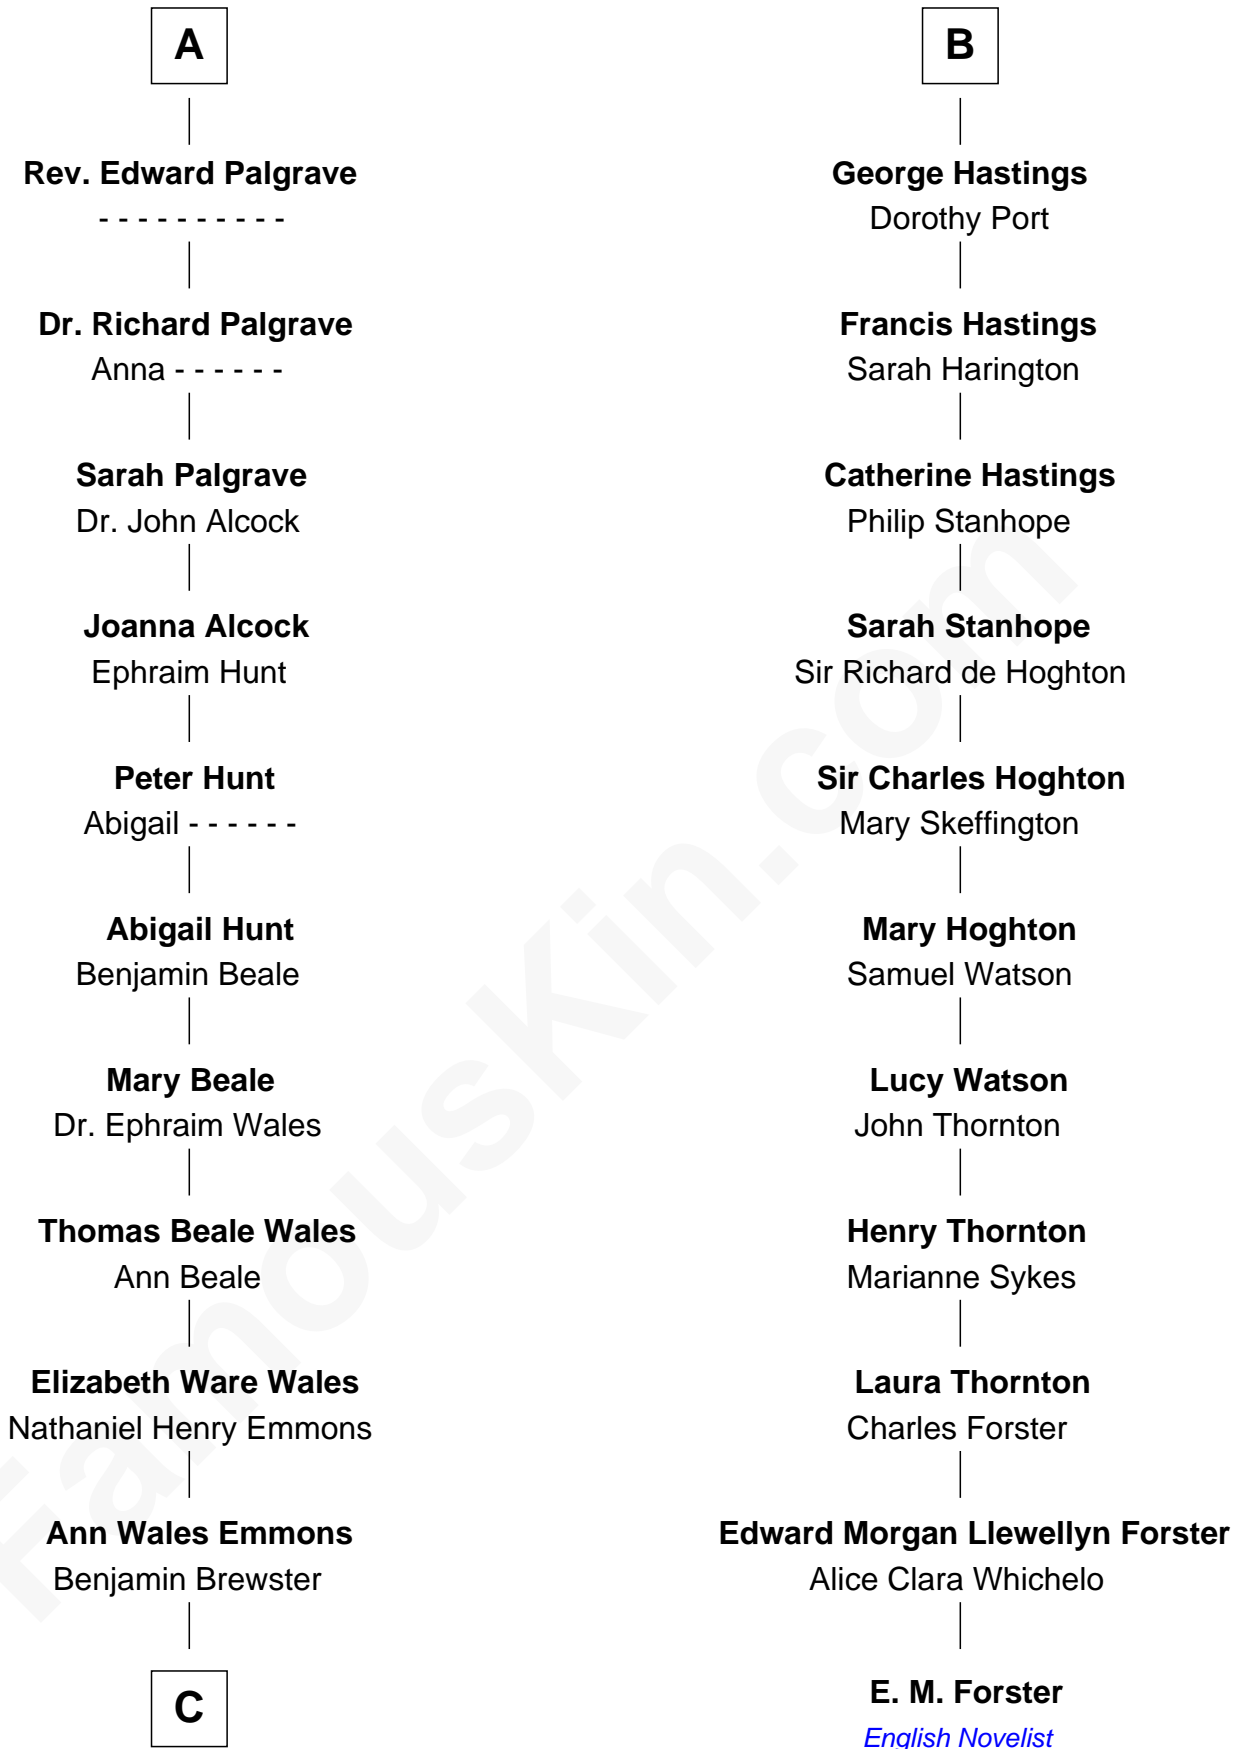 A
Rev. Edward Palgrave
- - - - - - - - - -
Dr. Richard Palgrave
Anna - - - - - -
Sarah Palgrave
Dr. John Alcock
Joanna Alcock
Ephraim Hunt
Peter Hunt
Abigail - - - - - -
Abigail Hunt
Benjamin Beale
Mary Beale
Dr. Ephraim Wales
Thomas Beale Wales
Ann Beale
Elizabeth Ware Wales
Nathaniel Henry Emmons
Ann Wales Emmons
Benjamin Brewster
C
B
George Hastings
Dorothy Port
Francis Hastings
Sarah Harington
Catherine Hastings
Philip Stanhope
Sarah Stanhope
Sir Richard de Hoghton
Sir Charles Hoghton
Mary Skeffington
Mary Hoghton
Samuel Watson
Lucy Watson
John Thornton
Henry Thornton
Marianne Sykes
Laura Thornton
Charles Forster
Edward Morgan Llewellyn Forster
Alice Clara Whichelo
E. M. Forster
English Novelist
FamousKin.com